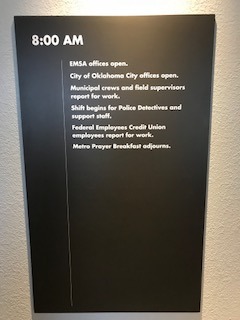 8:00 AM
EMSA offices open.
City of Oklahoma City offices open.
Municipal crews and field supervisors
report for work.
Shift begins for Police Detectives and
support staff.
Federal Employees Credit Union
employees report for work.
Metro Prayer Breakfast adjourns.